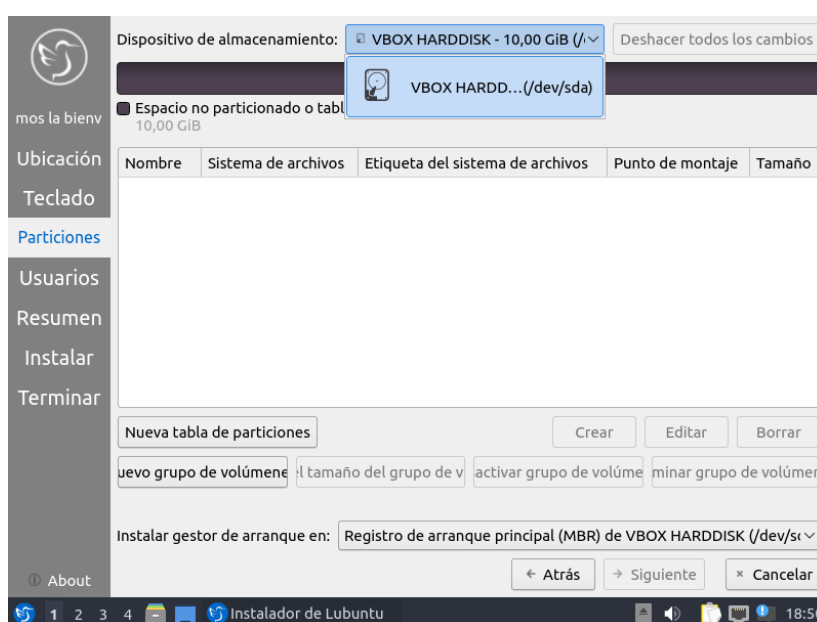 Dispositivo de almacenamiento: VBOX HARDDISK - 10,00 GiB (/ Deshacer todos los cambios
VBOX HARDD...(/dev/sda)
Espacio no particionado o tabl
10,00 GiB
mos la bienv
Ubicación
Teclado
Particiones
Usuarios
Resumen
Instalar
Terminar
Nombre Sistema de archivos Etiqueta del sistema de archivos Punto de montaje Tamaño
Nueva tabla de particiones Crear Editar Borrar
uevo grupo de volúmene el tamaño del grupo de v activar grupo de volúme minar grupo de volúmen
Instalar gestor de arranque en: Registro de arranque principal (MBR) de VBOX HARDDISK (/dev/s
Atrás Siguiente Cancelar
About
1 2 3 4 Instalador de Lubuntu 18:5